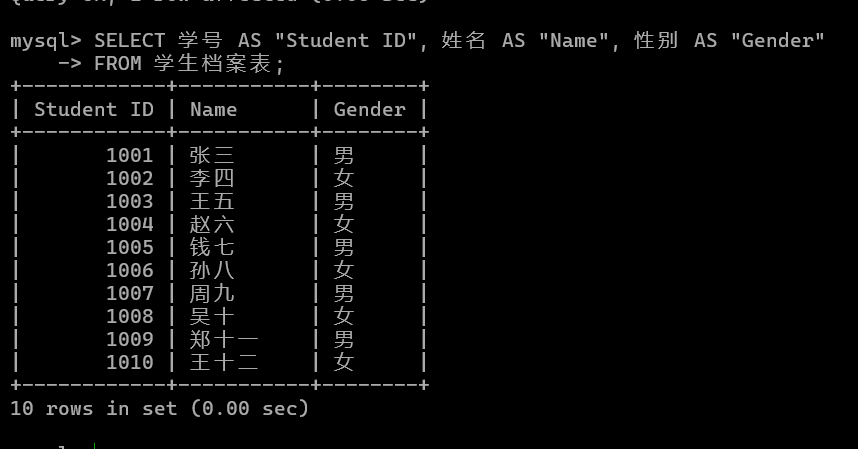 mysql> SELECT 学号 AS "Student ID", 姓名 AS "Name", 性别 AS "Gender"
    -> FROM 学生档案表;
+------------+-----------+--------+
| Student ID | Name      | Gender |
+------------+-----------+--------+
|       1001 | 张三      | 男     |
|       1002 | 李四      | 女     |
|       1003 | 王五      | 男     |
|       1004 | 赵六      | 女     |
|       1005 | 钱七      | 男     |
|       1006 | 孙八      | 女     |
|       1007 | 周九      | 男     |
|       1008 | 吴十      | 女     |
|       1009 | 郑十一    | 男     |
|       1010 | 王十二    | 女     |
+------------+-----------+--------+
10 rows in set (0.00 sec)